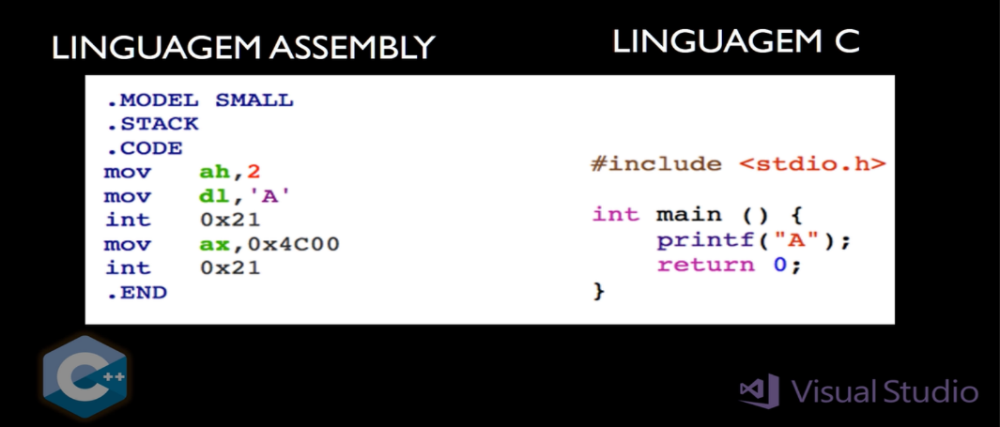 LINGUAGEM ASSEMBLY
.MODEL SMALL
.STACK
.CODE
mov ah,2
mov dl,'A'
int 0x21
mov ax,0x4C00
int 0x21
.END
LINGUAGEM C
#include <stdio.h>
int main () {
printf("A");
return 0;
}
C++
Visual Studio